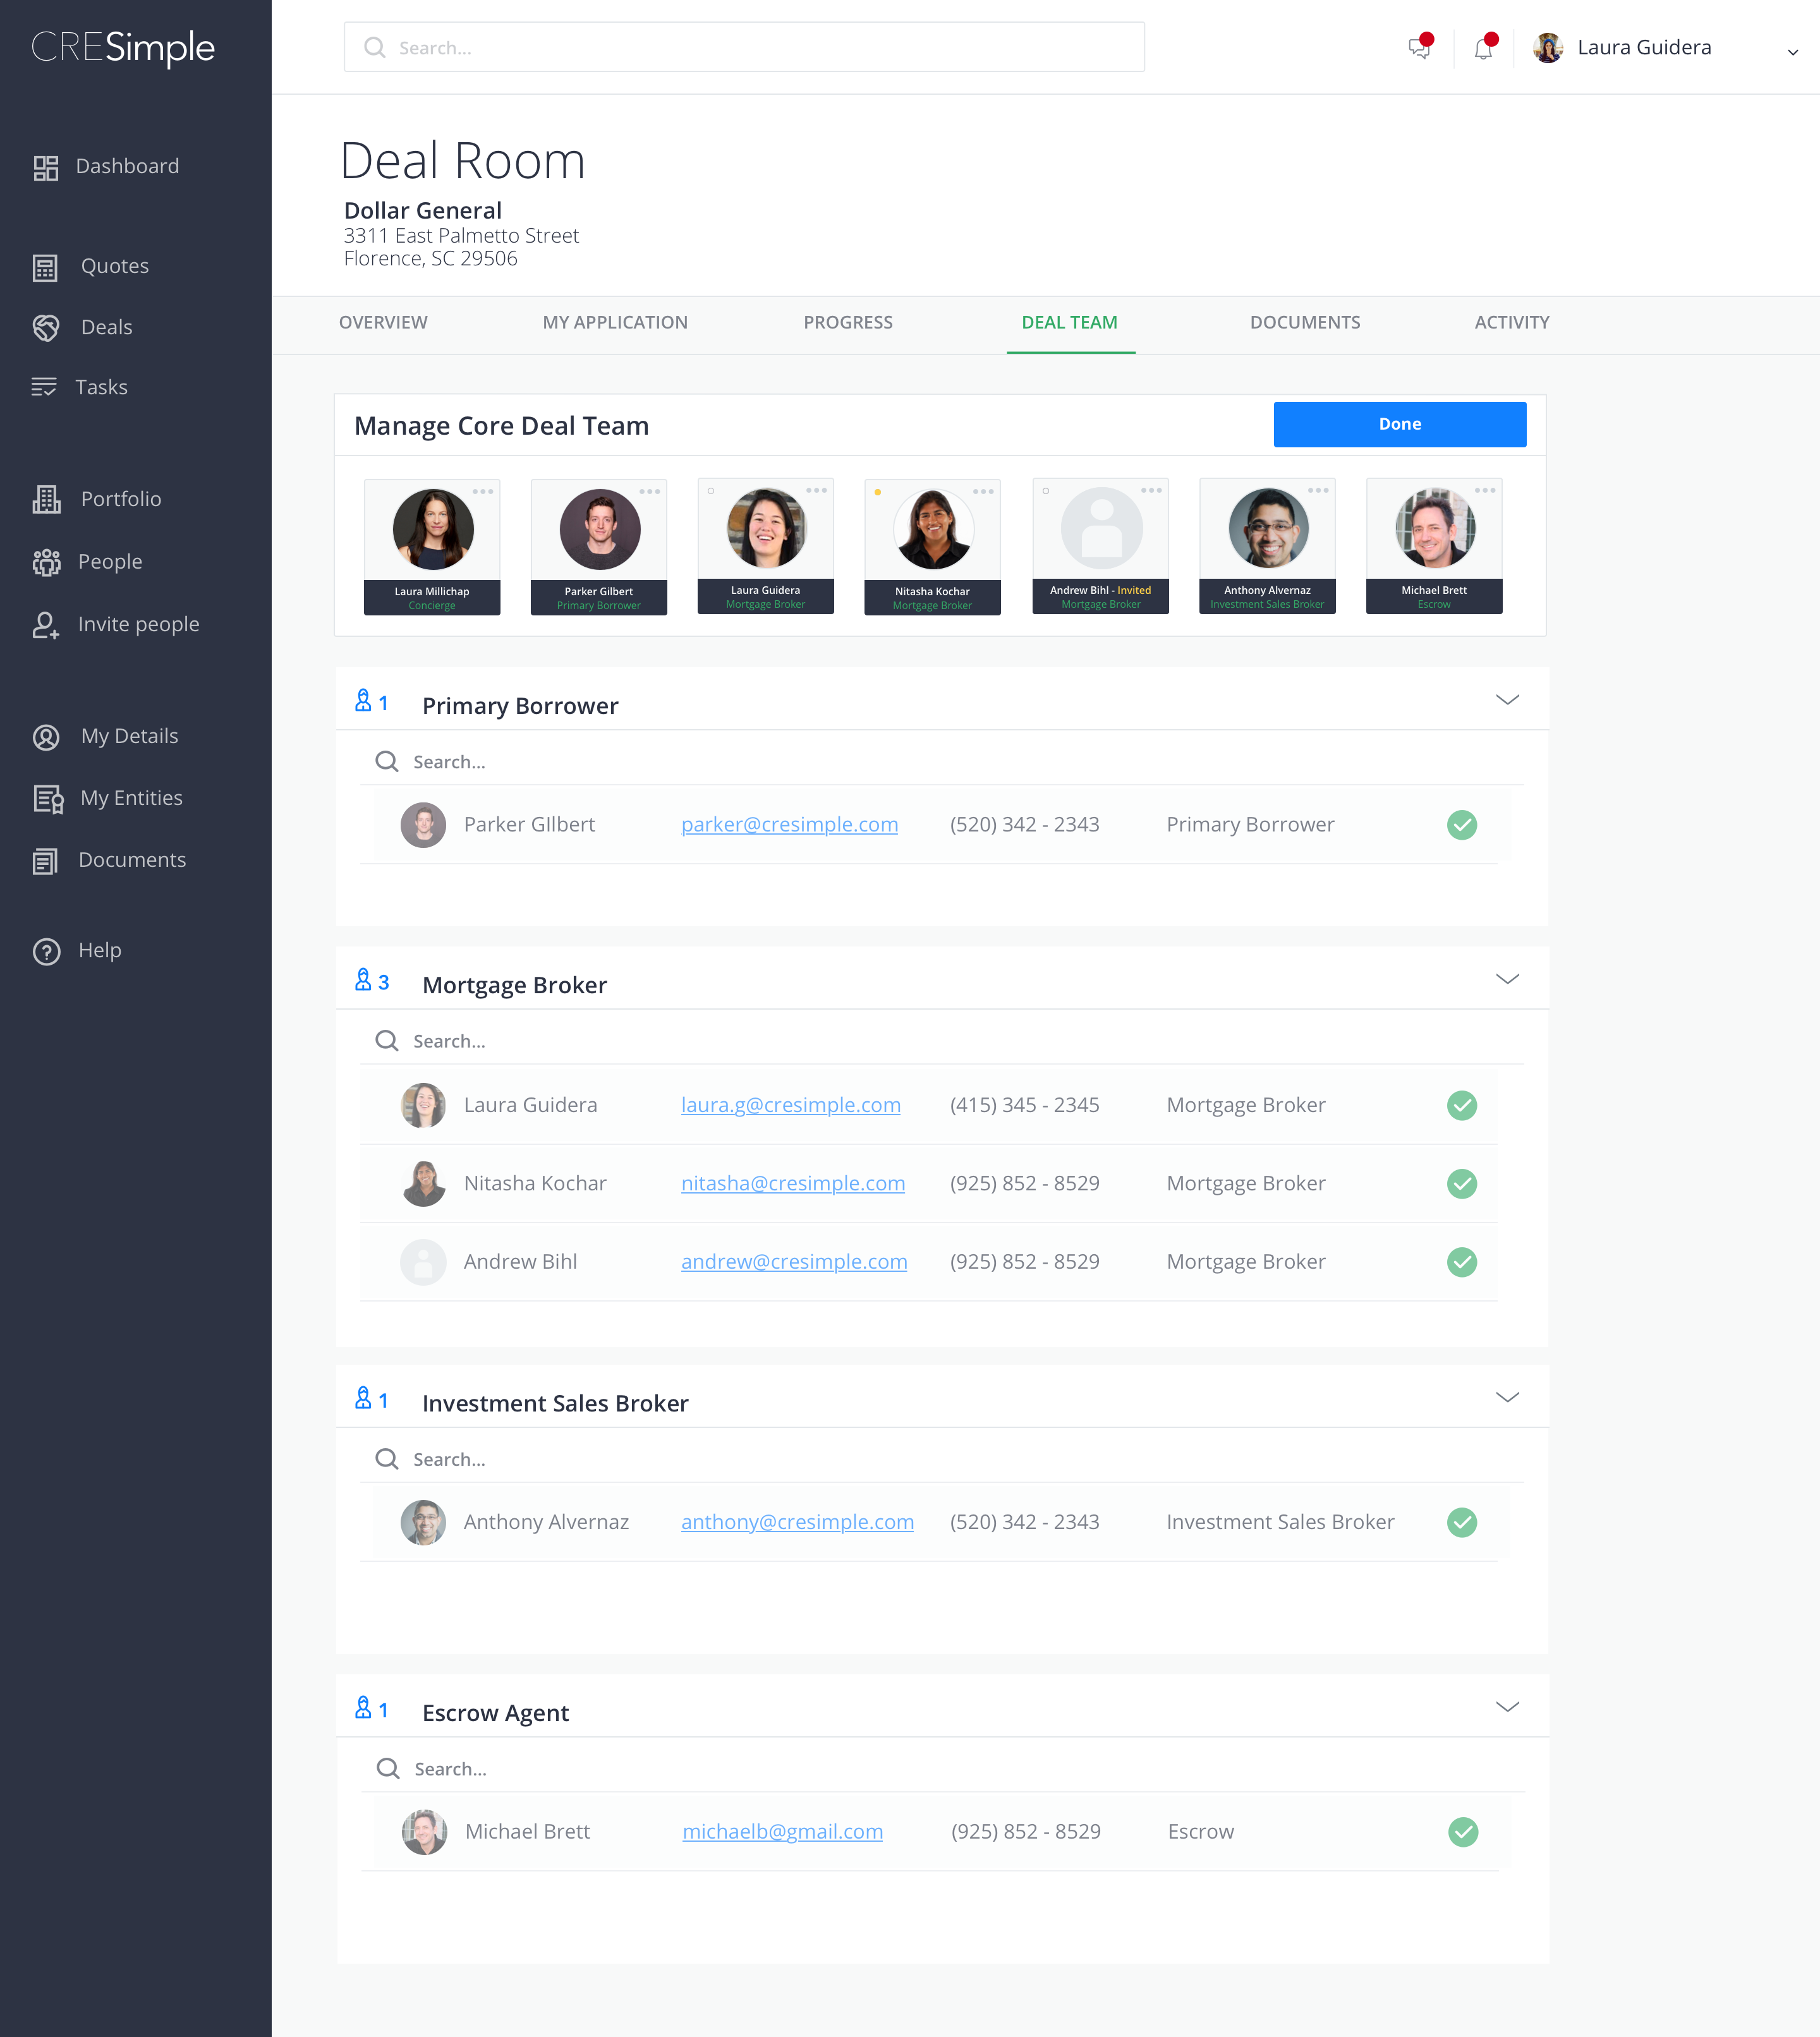 CRESimple
Search...
Laura Guidera
Dashboard
Quotes
Deals
Tasks
Portfolio
People
Invite people
My Details
My Entities
Documents
Help
Deal Room
Dollar General
3311 East Palmetto Street
Florence, SC 29506
OVERVIEW MY APPLICATION PROGRESS DEAL TEAM DOCUMENTS ACTIVITY
Manage Core Deal Team
Done
Laura Millichap
Concierge
Parker Gilbert
Primary Borrower
Laura Guidera
Mortgage Broker
Nitasha Kochar
Mortgage Broker
Andrew Bihl - Invited
Mortgage Broker
Anthony Alvernaz
Investment Sales Broker
Michael Brett
Escrow
1 Primary Borrower
Search...
Parker GIlbert parker@cresimple.com (520) 342 - 2343 Primary Borrower
3 Mortgage Broker
Search...
Laura Guidera laura.g@cresimple.com (415) 345 - 2345 Mortgage Broker
Nitasha Kochar nitasha@cresimple.com (925) 852 - 8529 Mortgage Broker
Andrew Bihl andrew@cresimple.com (925) 852 - 8529 Mortgage Broker
1 Investment Sales Broker
Search...
Anthony Alvernaz anthony@cresimple.com (520) 342 - 2343 Investment Sales Broker
1 Escrow Agent
Search...
Michael Brett michaelb@gmail.com (925) 852 - 8529 Escrow